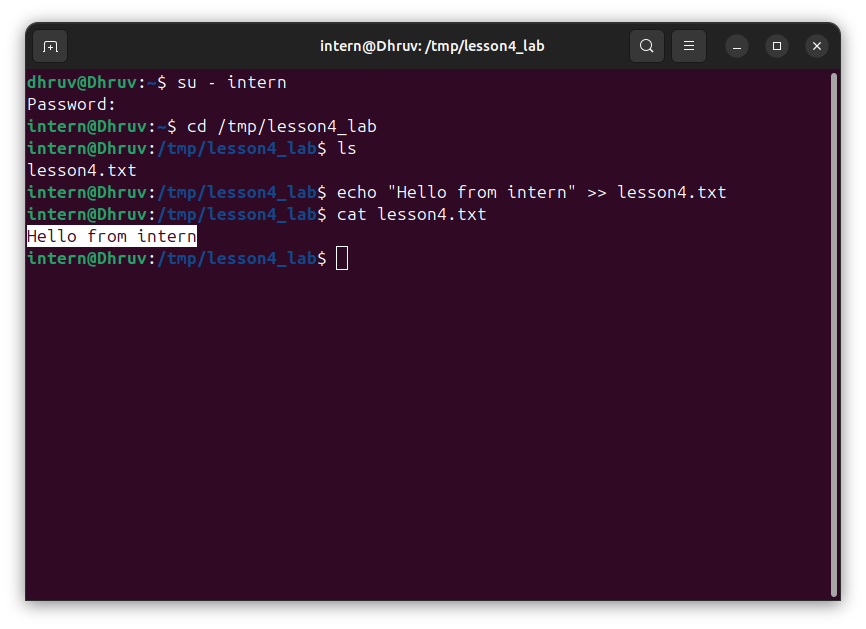 intern@Dhruv: /tmp/lesson4_lab
dhruv@Dhruv:~$ su - intern
Password:
intern@Dhruv:~$ cd /tmp/lesson4_lab
intern@Dhruv:/tmp/lesson4_lab$ ls
lesson4.txt
intern@Dhruv:/tmp/lesson4_lab$ echo "Hello from intern" >> lesson4.txt
intern@Dhruv:/tmp/lesson4_lab$ cat lesson4.txt
Hello from intern
intern@Dhruv:/tmp/lesson4_lab$